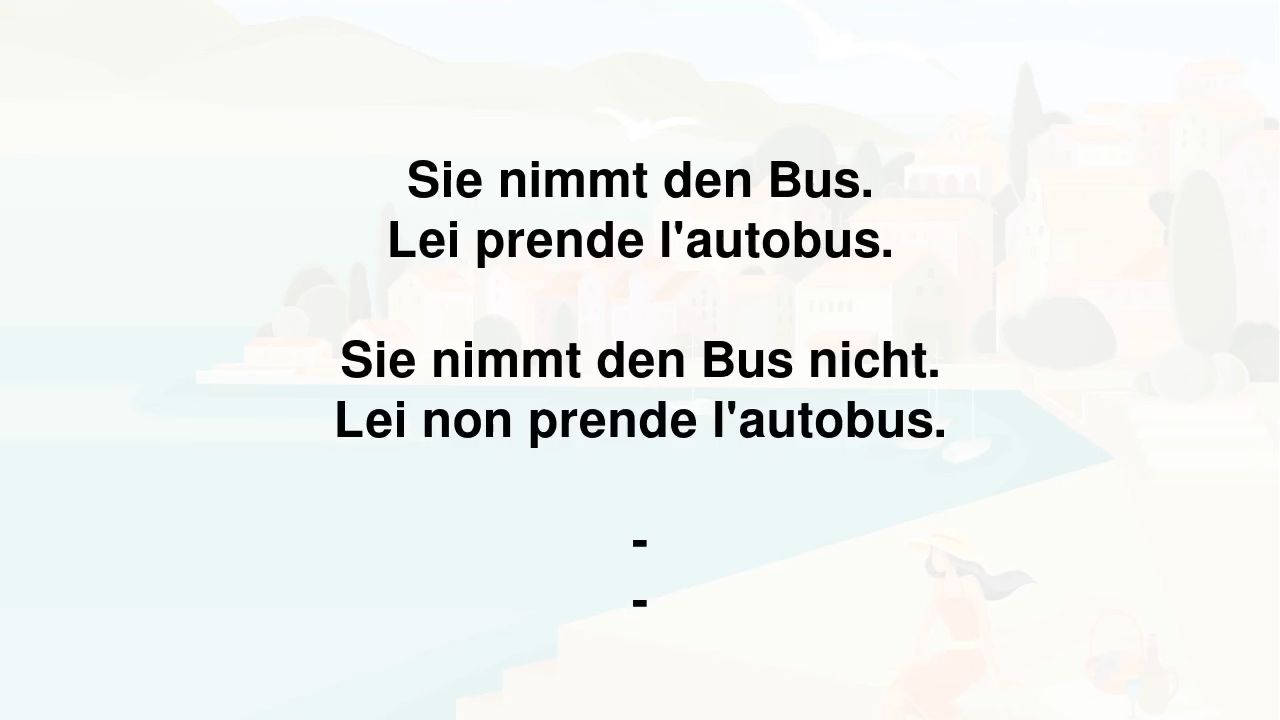 Sie nimmt den Bus.
Lei prende l'autobus.
Sie nimmt den Bus nicht.
Lei non prende l'autobus.
-
-